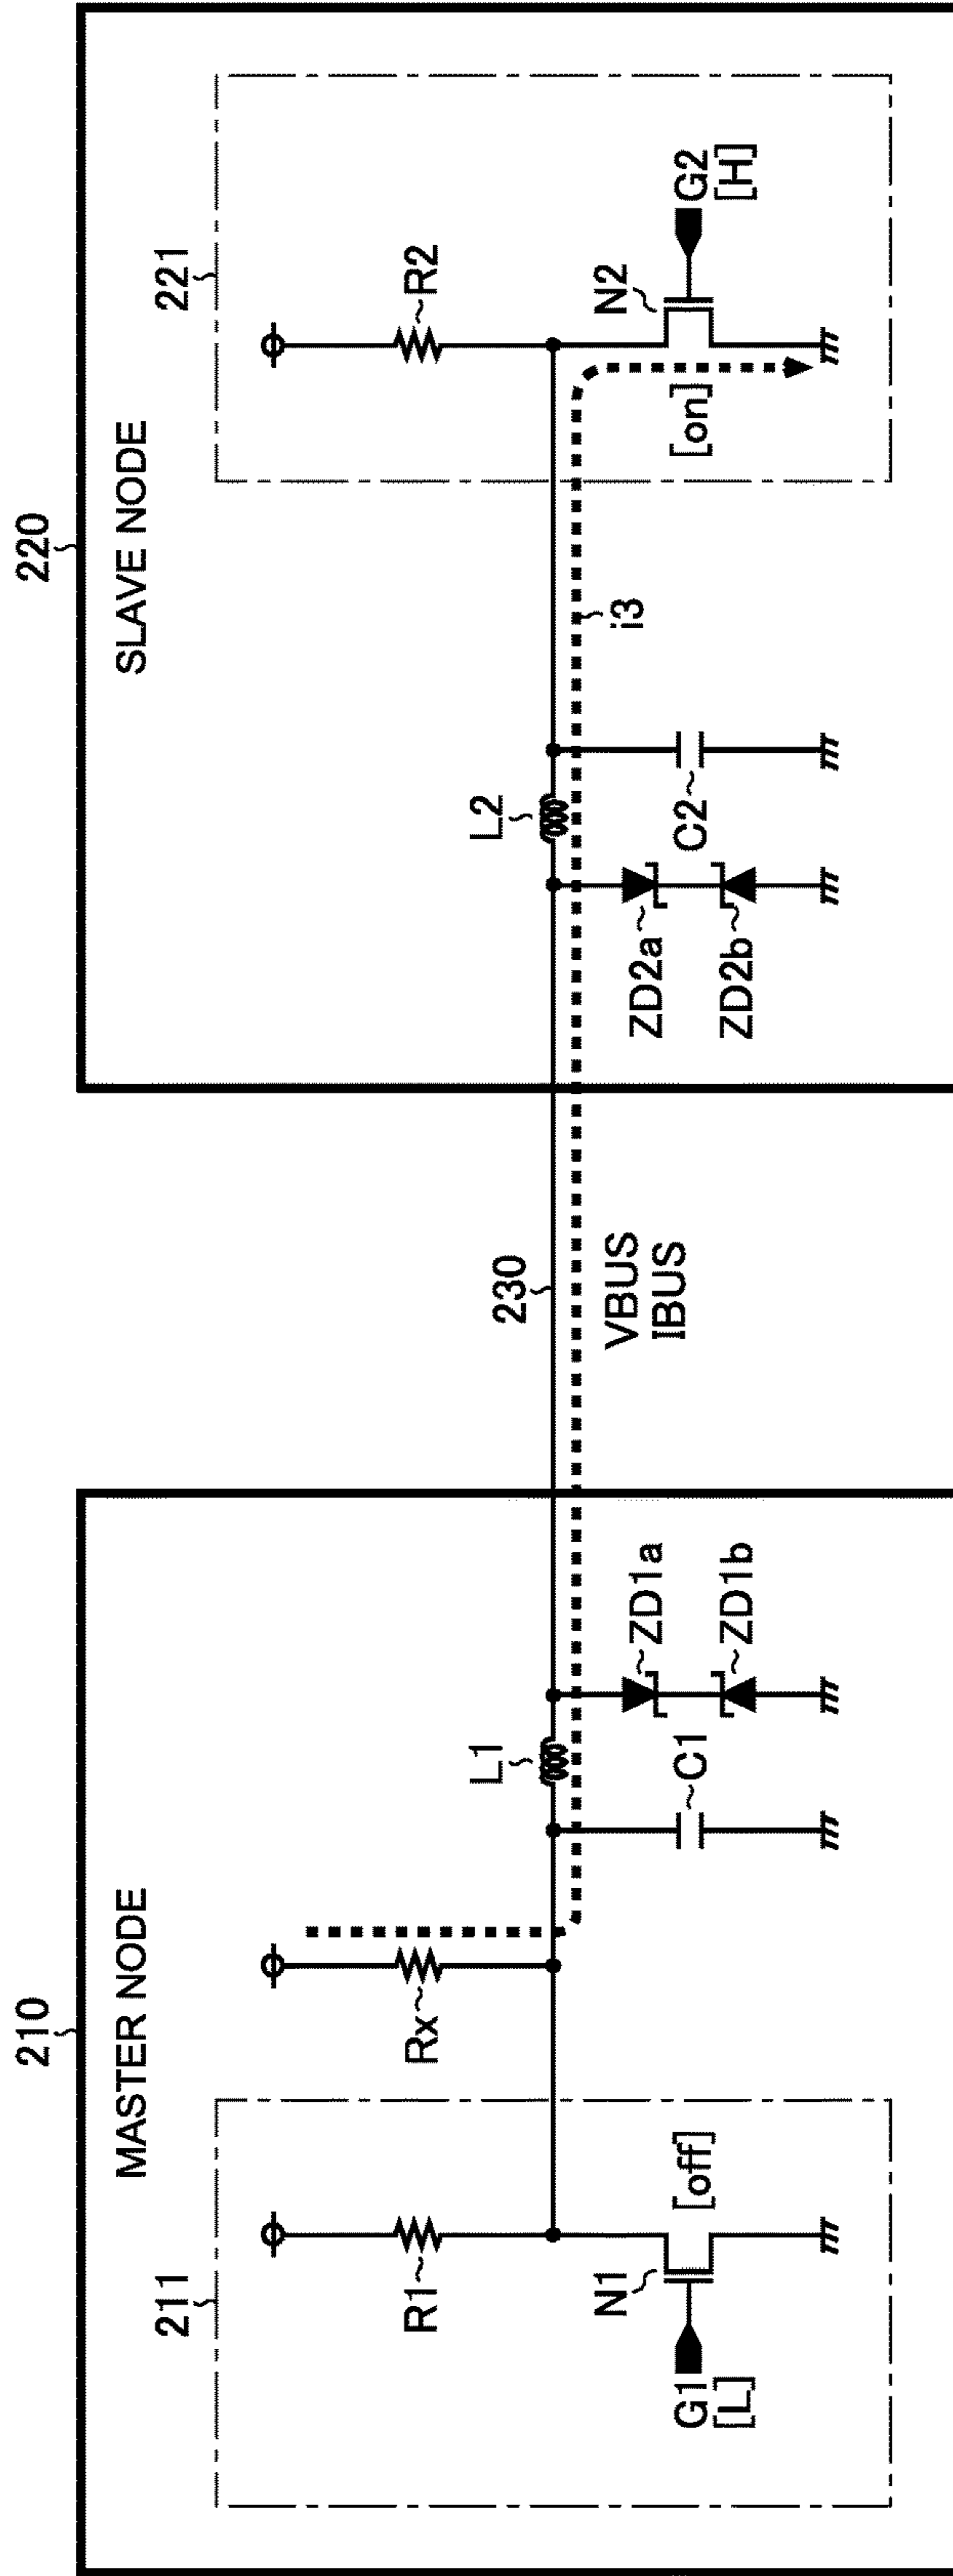 210
MASTER NODE
211
R1
N1
G1
[L]
[off]
Rx
L1
C1
ZD1a
ZD1b
230
VBUS
IBUS
220
SLAVE NODE
221
L2
ZD2a
ZD2b
C2
i3
R2
N2
[on]
G2
[H]